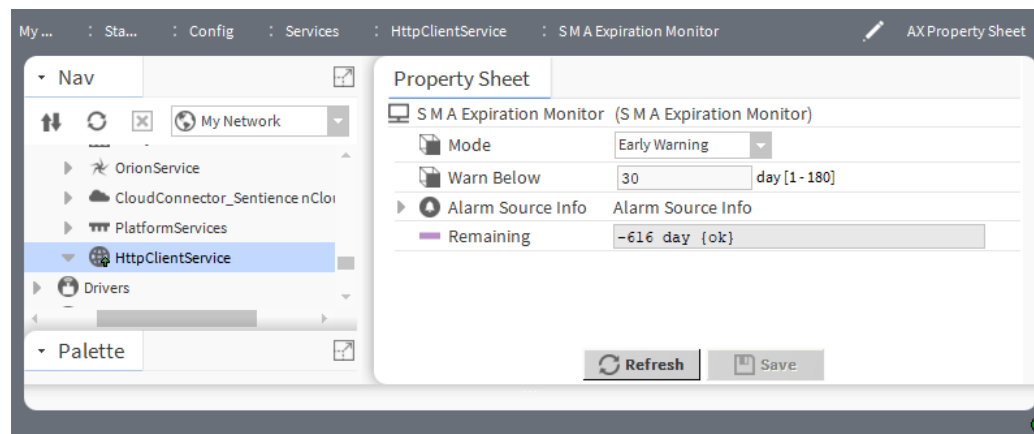 My ... : Sta... : Config : Services : HttpClientService : S M A Expiration Monitor AX Property Sheet
Nav
My Network
OrionService
CloudConnector_Sentience nClou
PlatformServices
HttpClientService
Drivers
Palette
Property Sheet
S M A Expiration Monitor (S M A Expiration Monitor)
Mode Early Warning
Warn Below 30 day [1 - 180]
Alarm Source Info Alarm Source Info
Remaining -616 day {ok}
Refresh Save